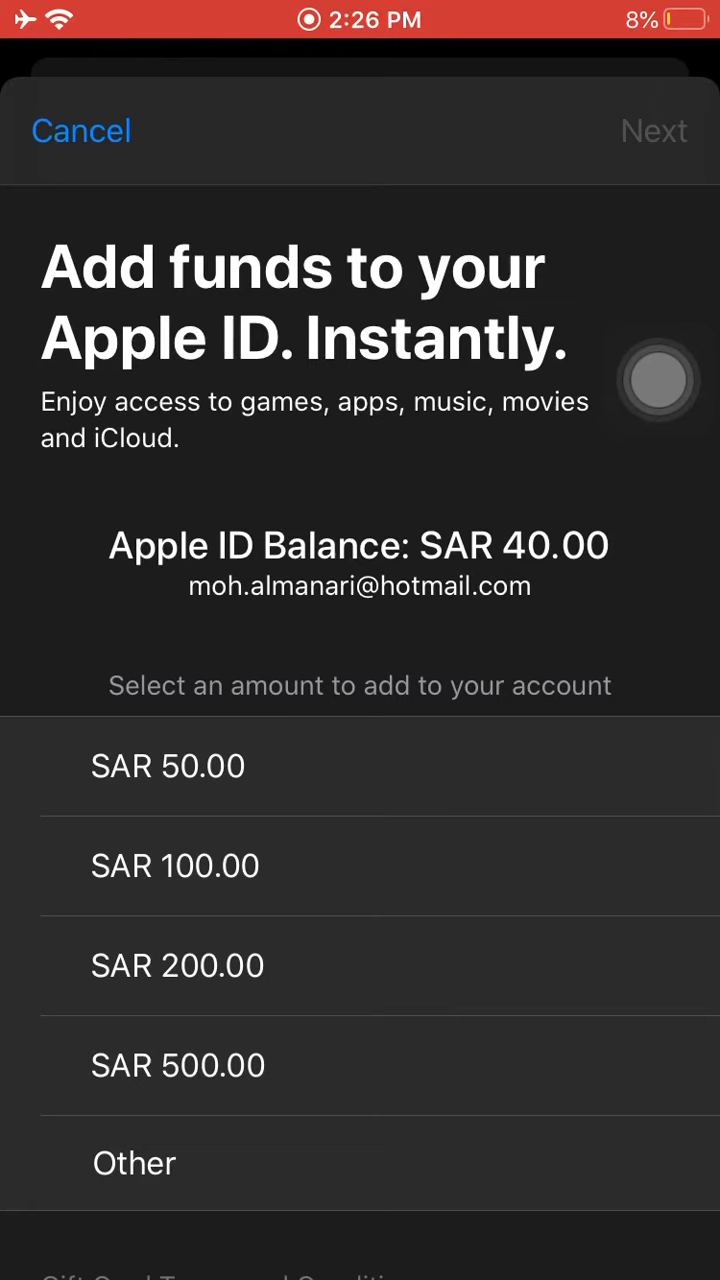 2:26 PM
8%
Cancel
Next
Add funds to your
Apple ID. Instantly.
Enjoy access to games, apps, music, movies
and iCloud.
Apple ID Balance: SAR 40.00
moh.almanari@hotmail.com
Select an amount to add to your account
SAR 50.00
SAR 100.00
SAR 200.00
SAR 500.00
Other